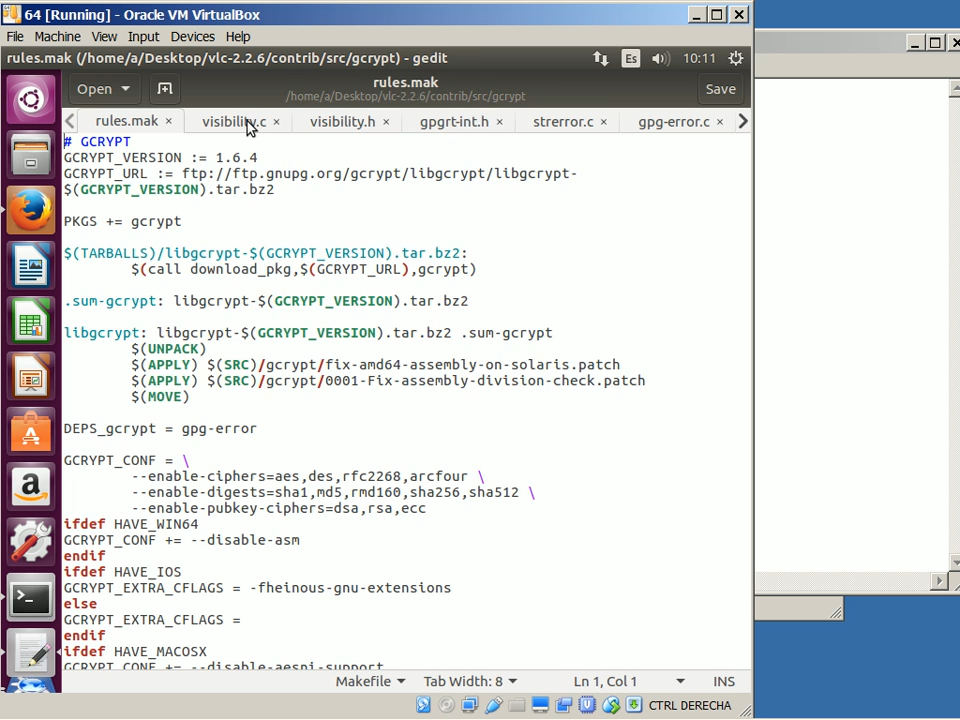 64 [Running] - Oracle VM VirtualBox
File Machine View Input Devices Help
rules.mak (/home/a/Desktop/vlc-2.2.6/contrib/src/gcrypt) - gedit
Es 10:11
Open
rules.mak
/home/a/Desktop/vlc-2.2.6/contrib/src/gcrypt
Save
rules.mak × visibility.c × visibility.h × gpgrt-int.h × strerror.c × gpg-error.c ×
# GCRYPT
GCRYPT_VERSION := 1.6.4
GCRYPT_URL := ftp://ftp.gnupg.org/gcrypt/libgcrypt/libgcrypt-
$(GCRYPT_VERSION).tar.bz2
PKGS += gcrypt
$(TARBALLS)/libgcrypt-$(GCRYPT_VERSION).tar.bz2:
$(call download_pkg,$(GCRYPT_URL),gcrypt)
.sum-gcrypt: libgcrypt-$(GCRYPT_VERSION).tar.bz2
libgcrypt: libgcrypt-$(GCRYPT_VERSION).tar.bz2 .sum-gcrypt
$(UNPACK)
$(APPLY) $(SRC)/gcrypt/fix-amd64-assembly-on-solaris.patch
$(APPLY) $(SRC)/gcrypt/0001-Fix-assembly-division-check.patch
$(MOVE)
DEPS_gcrypt = gpg-error
GCRYPT_CONF = \
--enable-ciphers=aes,des,rfc2268,arcfour \
--enable-digests=sha1,md5,rmd160,sha256,sha512 \
--enable-pubkey-ciphers=dsa,rsa,ecc
ifdef HAVE_WIN64
GCRYPT_CONF += --disable-asm
endif
ifdef HAVE_IOS
GCRYPT_EXTRA_CFLAGS = -fheinous-gnu-extensions
else
GCRYPT_EXTRA_CFLAGS =
endif
ifdef HAVE_MACOSX
GCRYPT_CONF += --disable-aesni-support
Makefile Tab Width: 8 Ln 1, Col 1 INS
CTRL DERECHA